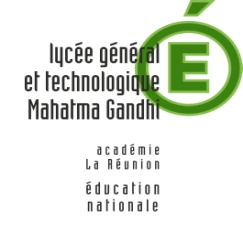 lycée général
et technologique
Mahatma Gandhi
É
académie
La Réunion
éducation
nationale